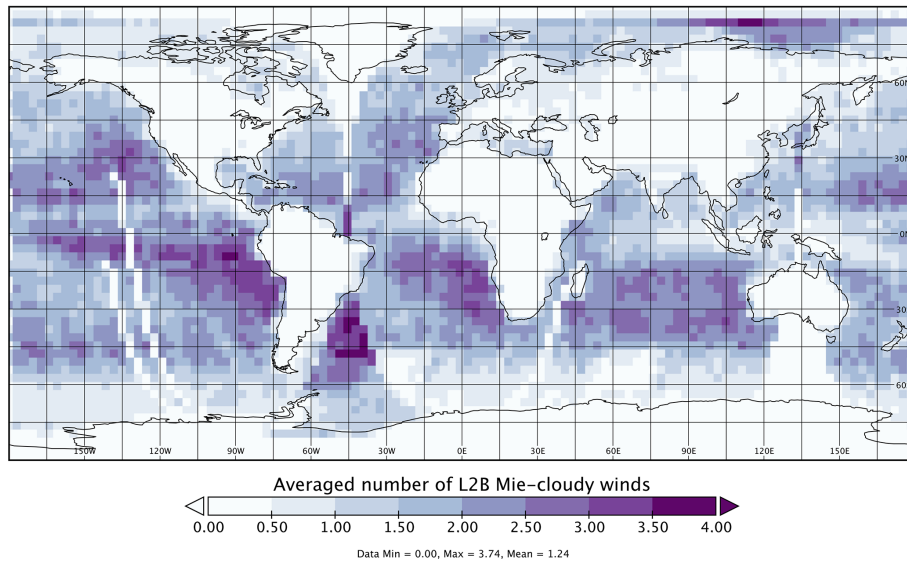 60N
30N
0N
30S
60S
150W 120W 90W 60W 30W 0E 30E 60E 90E 120E 150E
Averaged number of L2B Mie-cloudy winds
0.00 0.50 1.00 1.50 2.00 2.50 3.00 3.50 4.00
Data Min = 0.00, Max = 3.74, Mean = 1.24